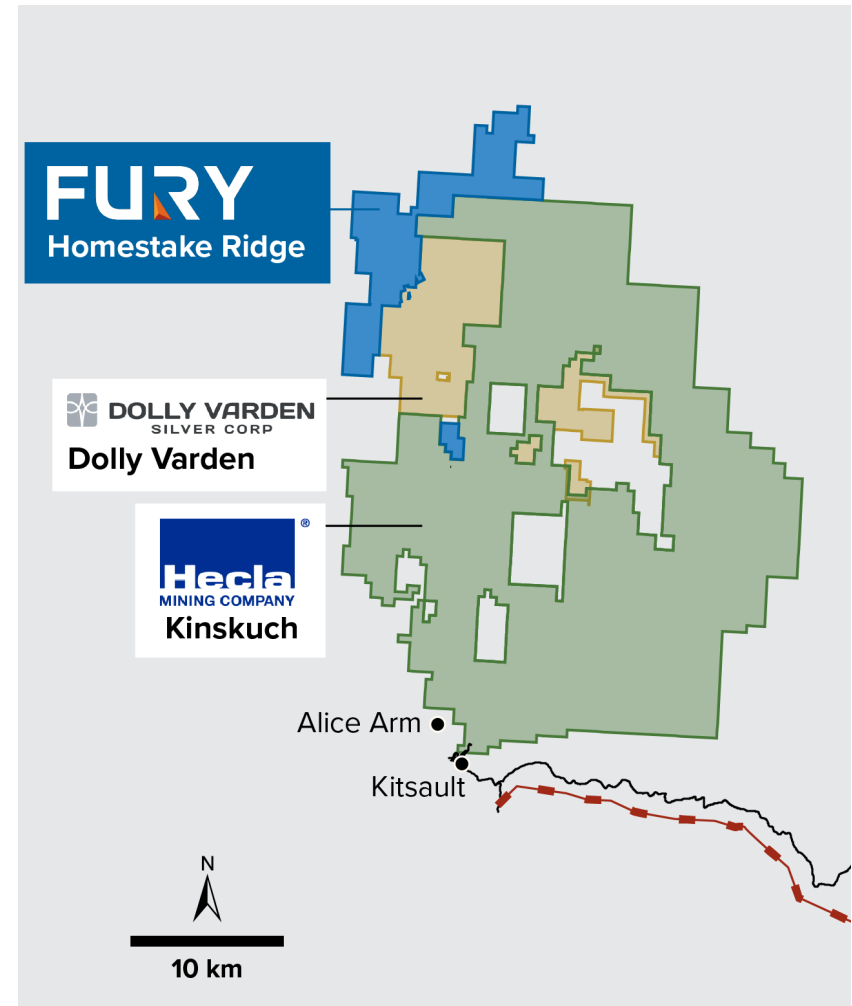 FURY
Homestake Ridge
DOLLY VARDEN
SILVER CORP
Dolly Varden
Hecla®
MINING COMPANY
Kinskuch
Alice Arm
Kitsault
N
10 km